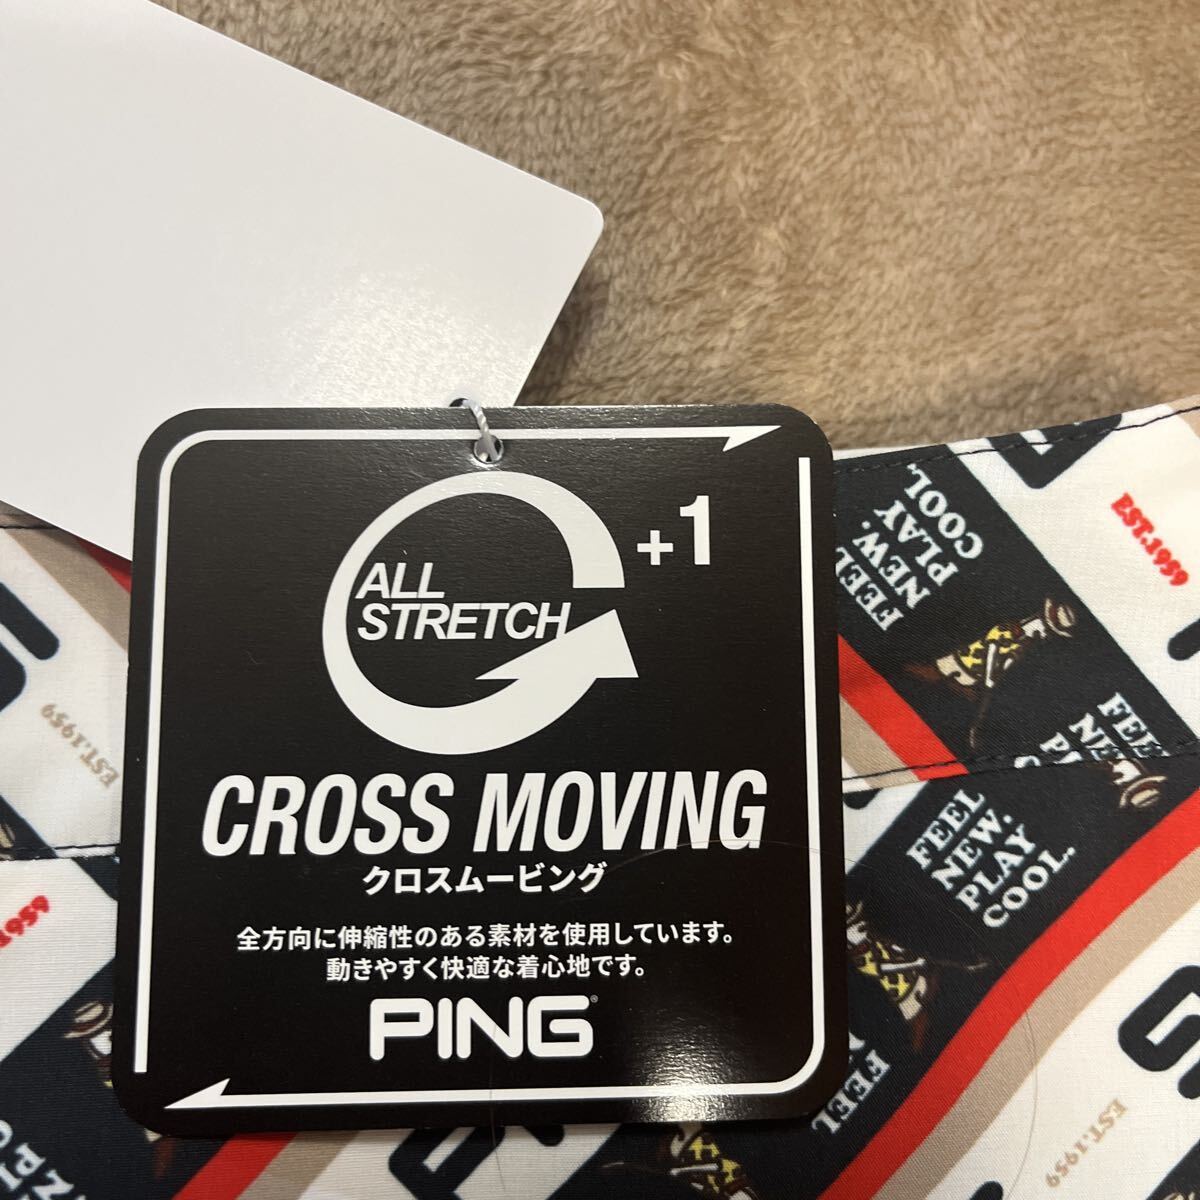 +1
ALL
STRETCH
CROSS MOVING
クロスムービング
全方向に伸縮性のある素材を使用しています。
動きやすく快適な着心地です。
PING®
FEEL
NEW.
PLAY
COOL.
EST.1959
FEEL
NEW.
FEEL
NEW.
PLAY
COOL.
EST.1959
1959
FEEL
EST.1959